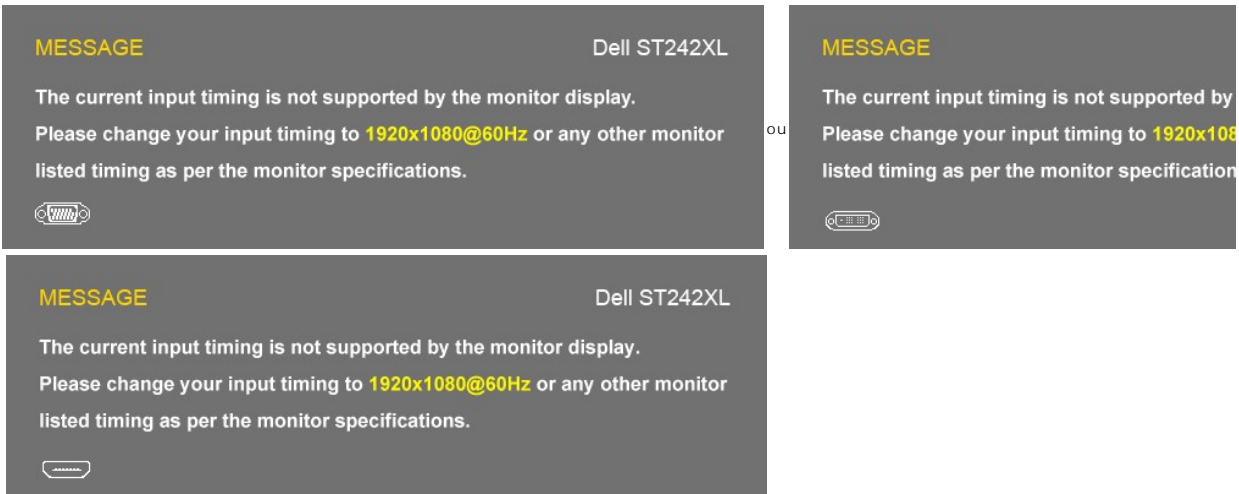 MESSAGE Dell ST242XL
The current input timing is not supported by the monitor display.
Please change your input timing to 1920x1080@60Hz or any other monitor
listed timing as per the monitor specifications.
ou
MESSAGE
The current input timing is not supported by
Please change your input timing to 1920x108
listed timing as per the monitor specification
MESSAGE Dell ST242XL
The current input timing is not supported by the monitor display.
Please change your input timing to 1920x1080@60Hz or any other monitor
listed timing as per the monitor specifications.